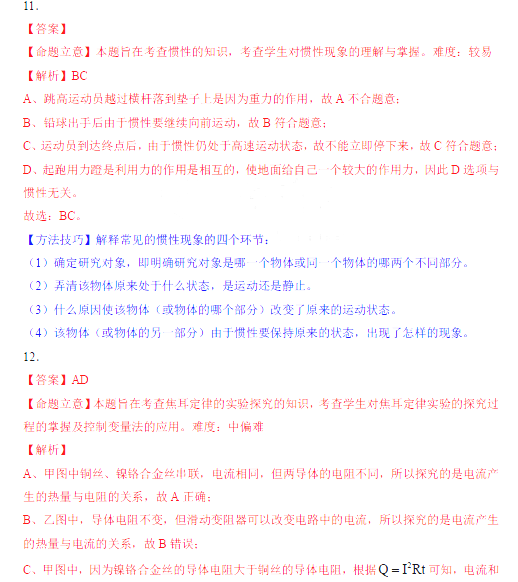 11.
【答案】
【命题立意】本题旨在考查惯性的知识，考查学生对惯性现象的理解与掌握。难度：较易
【解析】BC
A、跳高运动员越过横杆落到垫子上是因为重力的作用，故 A 不合题意；
B、铅球出手后由于惯性要继续向前运动，故 B 符合题意；
C、运动员到达终点后，由于惯性仍处于高速运动状态，故不能立即停下来，故 C 符合题意；
D、起跑用力蹬是利用力的作用是相互的，使地面给自己一个较大的作用力，因此 D 选项与
惯性无关。
故选：BC。
【方法技巧】解释常见的惯性现象的四个环节：
（1）确定研究对象，即明确研究对象是哪一个物体或同一个物体的哪两个不同部分。
（2）弄清该物体原来处于什么状态，是运动还是静止。
（3）什么原因使该物体（或物体的哪个部分）改变了原来的运动状态。
（4）该物体（或物体的另一部分）由于惯性要保持原来的状态，出现了怎样的现象。
12.
【答案】AD
【命题立意】本题旨在考查焦耳定律的实验探究的知识，考查学生对焦耳定律实验的探究过
程的掌握及控制变量法的应用。难度：中偏难
【解析】
A、甲图中铜丝、镍铬合金丝串联，电流相同，但两导体的电阻不同，所以探究的是电流产
生的热量与电阻的关系，故 A 正确；
B、乙图中，导体电阻不变，但滑动变阻器可以改变电路中的电流，所以探究的是电流产生
的热量与电流的关系，故 B 错误；
C、甲图中，因为镍铬合金丝的导体电阻大于铜丝的导体电阻，根据 Q = I²Rt 可知，电流和